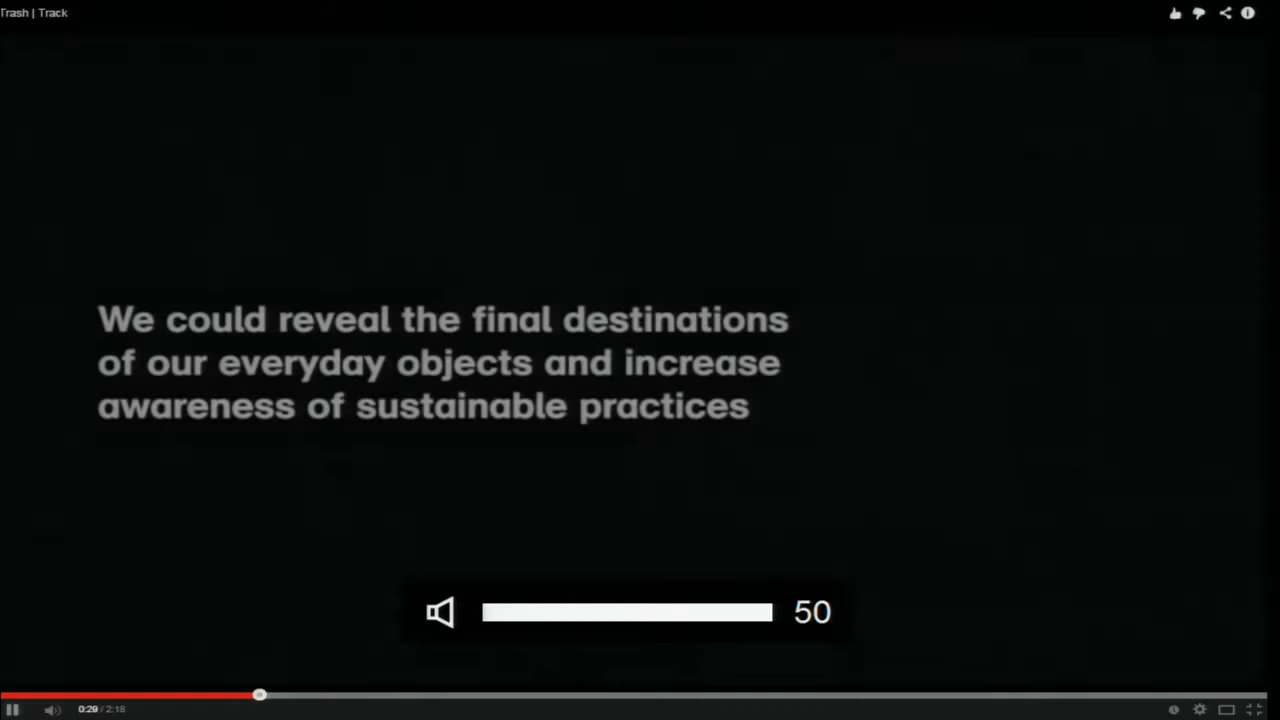 Trash | Track
We could reveal the final destinations
of our everyday objects and increase
awareness of sustainable practices
50
0:29 / 2:18